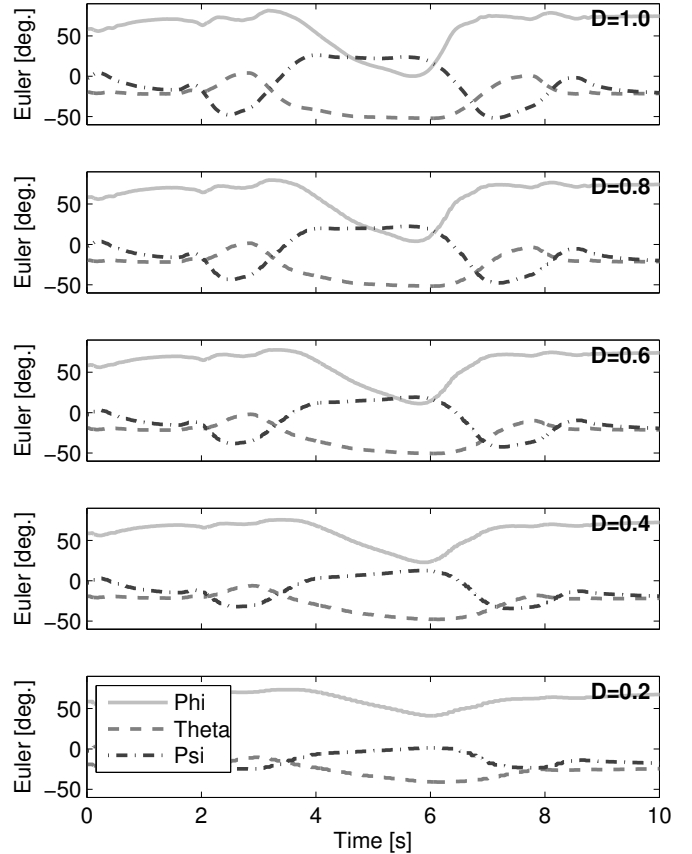 D=1.0
Euler [deg.]
50
0
−50
D=0.8
Euler [deg.]
50
0
−50
D=0.6
Euler [deg.]
50
0
−50
D=0.4
Euler [deg.]
50
0
−50
D=0.2
Euler [deg.]
50
0
−50
Phi
Theta
Psi
0 2 4 6 8 10
Time [s]